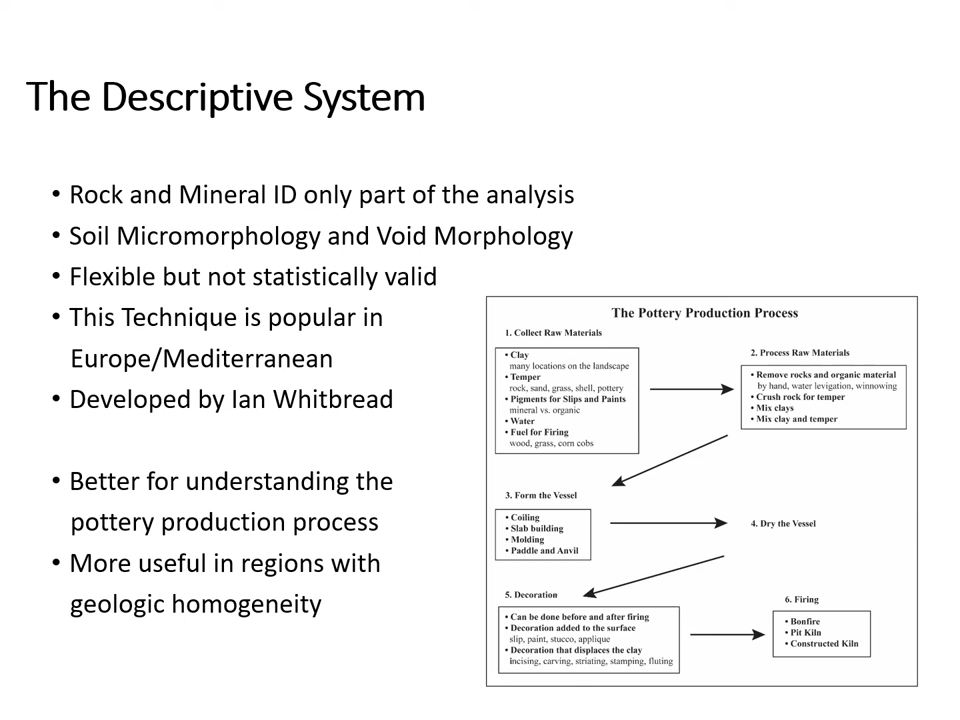 The Descriptive System
• Rock and Mineral ID only part of the analysis
• Soil Micromorphology and Void Morphology
• Flexible but not statistically valid
• This Technique is popular in
Europe/Mediterranean
• Developed by Ian Whitbread
• Better for understanding the
pottery production process
• More useful in regions with
geologic homogeneity
The Pottery Production Process
1. Collect Raw Materials
• Clay
many locations on the landscape
• Temper
rock, sand, grass, shell, pottery
• Pigments for Slips and Paints
mineral vs. organic
• Water
• Fuel for Firing
wood, grass, corn cobs
2. Process Raw Materials
• Remove rocks and organic material
by hand, water levigation, winnowing
• Crush rock for temper
• Mix clays
• Mix clay and temper
3. Form the Vessel
• Coiling
• Slab building
• Molding
• Paddle and Anvil
4. Dry the Vessel
5. Decoration
• Can be done before and after firing
• Decoration added to the surface
slip, paint, stucco, applique
• Decoration that displaces the clay
incising, carving, striating, stamping, fluting
6. Firing
• Bonfire
• Pit Kiln
• Constructed Kiln